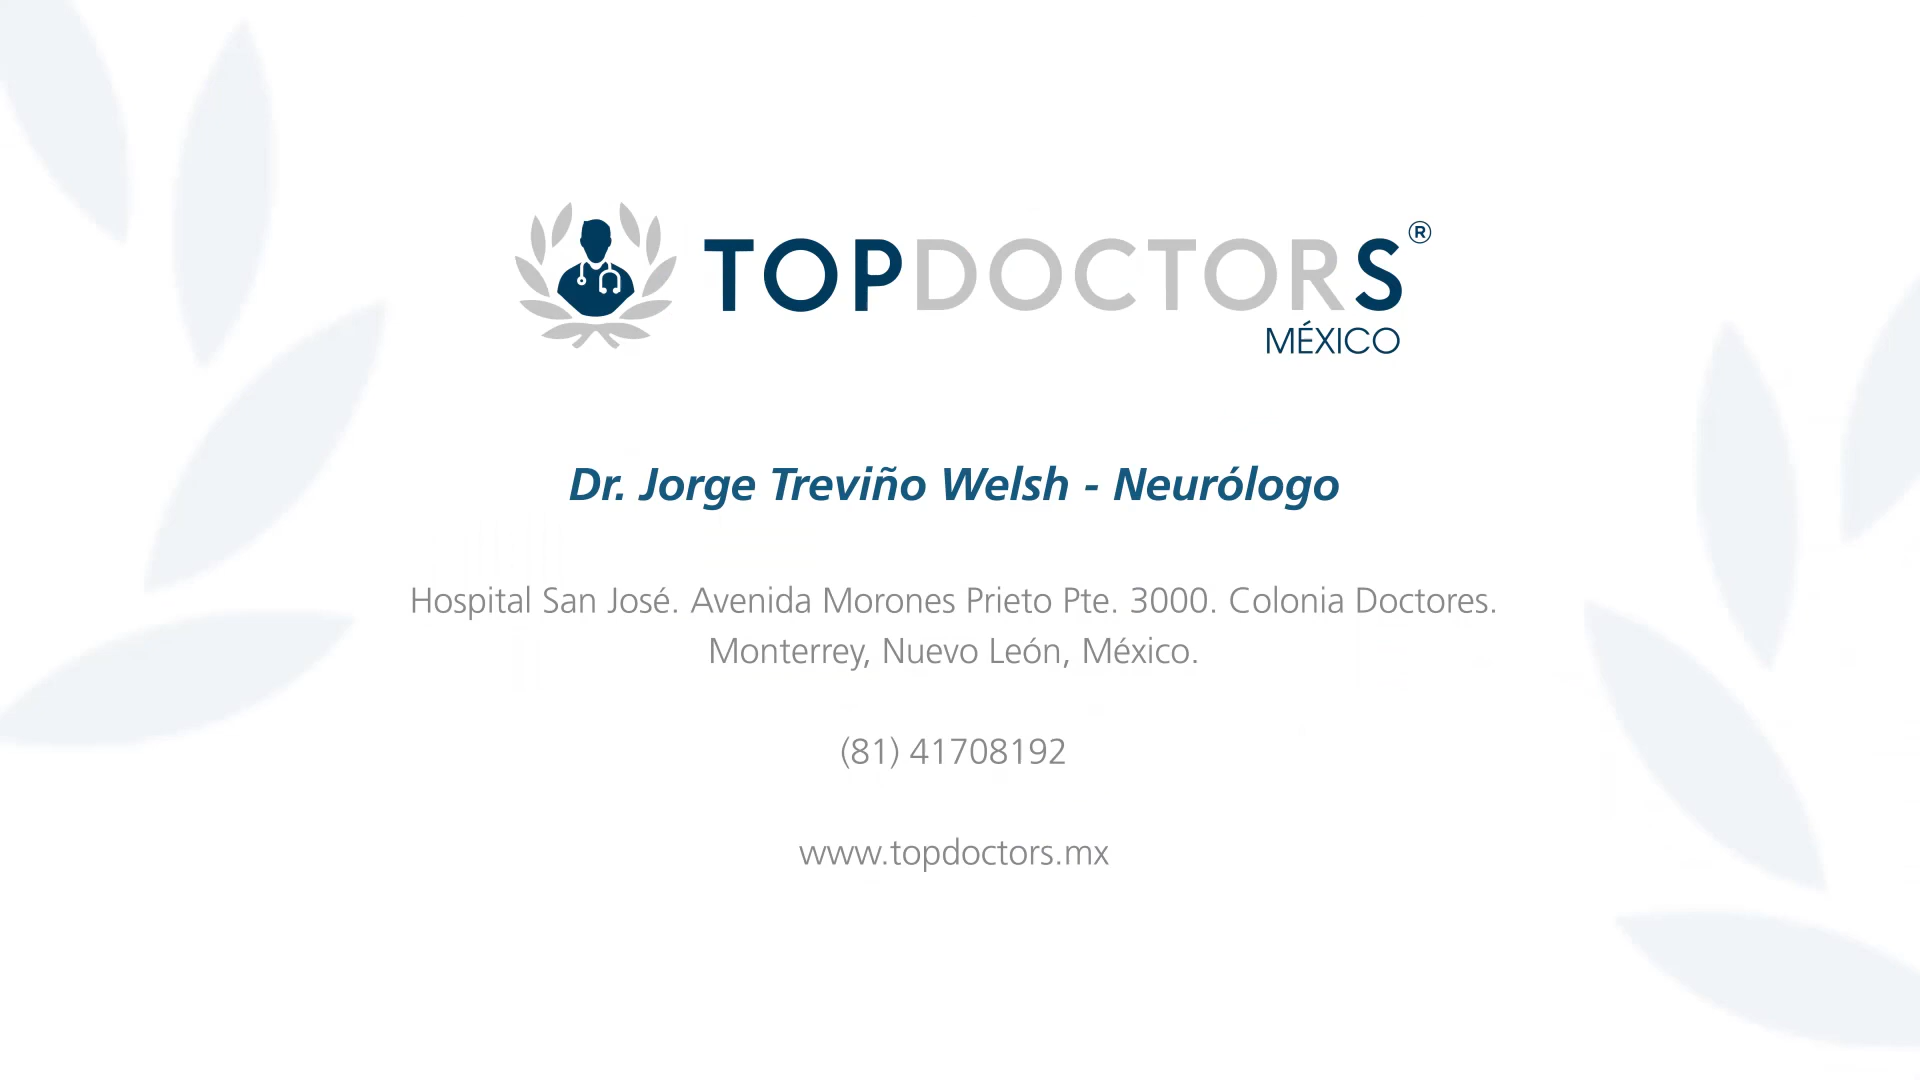 TOPDOCTORS®
MÉXICO
Dr. Jorge Treviño Welsh - Neurólogo
Hospital San José. Avenida Morones Prieto Pte. 3000. Colonia Doctores.
Monterrey, Nuevo León, México.
(81) 41708192
www.topdoctors.mx